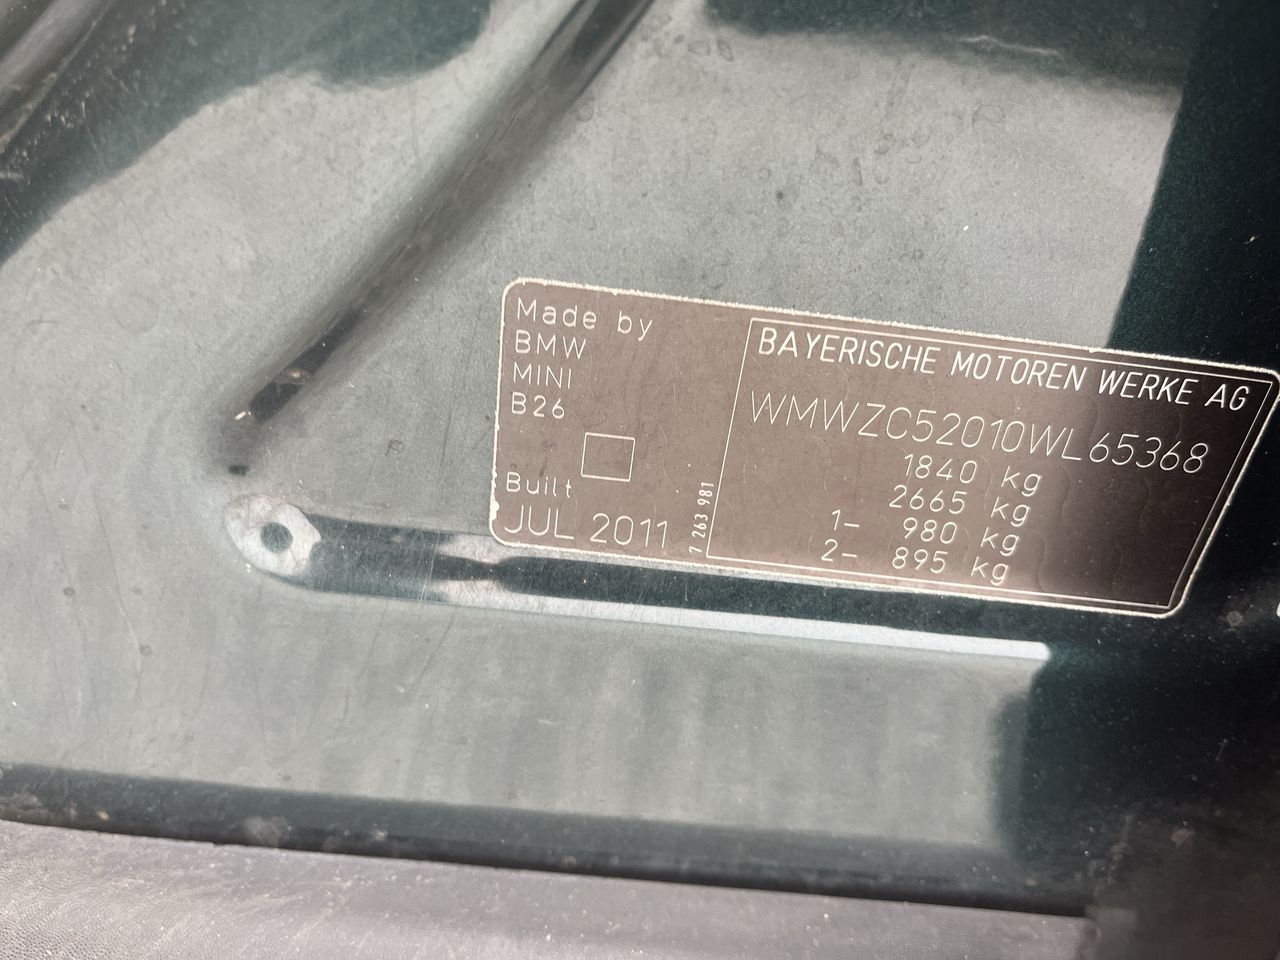 Made by
BMW
MINI
B26
Built
JUL 2011
7 263 981
BAYERISCHE MOTOREN WERKE AG
WMWZC52010WL65368
1840 kg
2665 kg
1- 980 kg
2- 895 kg